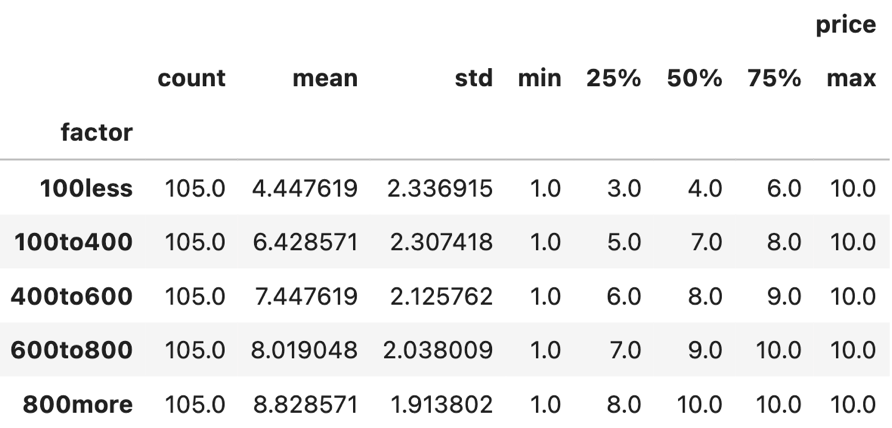 price
count mean std min 25% 50% 75% max
factor
100less 105.0 4.447619 2.336915 1.0 3.0 4.0 6.0 10.0
100to400 105.0 6.428571 2.307418 1.0 5.0 7.0 8.0 10.0
400to600 105.0 7.447619 2.125762 1.0 6.0 8.0 9.0 10.0
600to800 105.0 8.019048 2.038009 1.0 7.0 9.0 10.0 10.0
800more 105.0 8.828571 1.913802 1.0 8.0 10.0 10.0 10.0